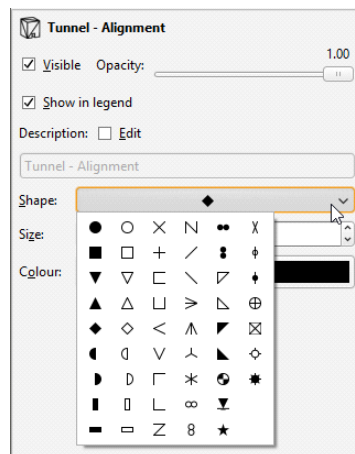 Tunnel - Alignment
Visible Opacity: 1.00
Show in legend
Description: Edit
Tunnel - Alignment
Shape:
Size:
Colour: